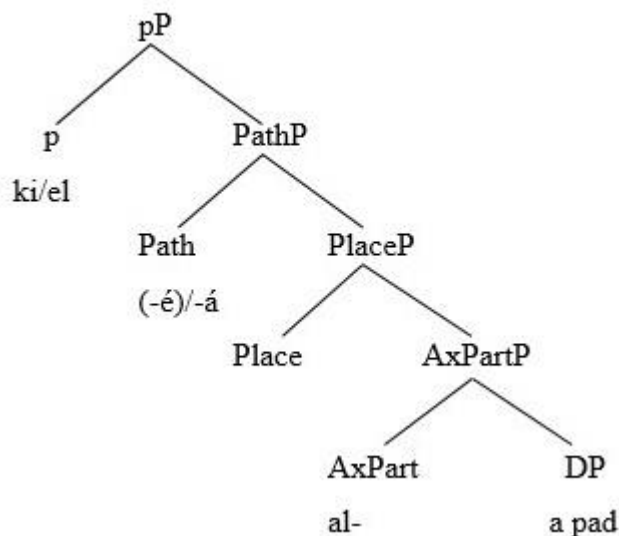 pP
p PathP
ki/el
Path PlaceP
(-é)/-á
Place AxPartP
AxPart DP
al- a pad